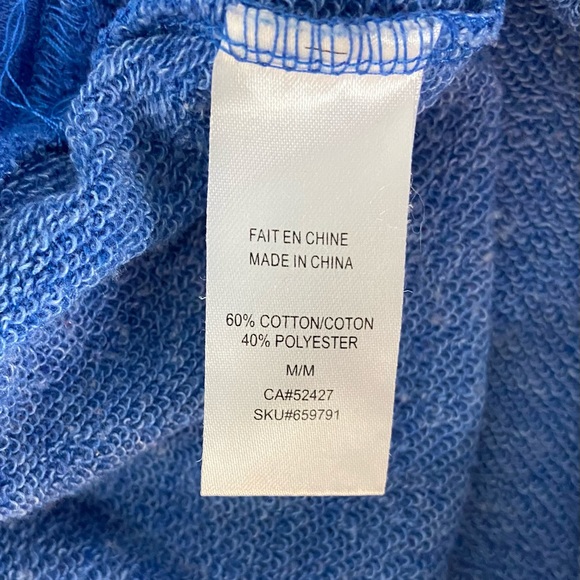 FAIT EN CHINE
MADE IN CHINA
60% COTTON/COTON
40% POLYESTER
M/M
CA#52427
SKU#659791